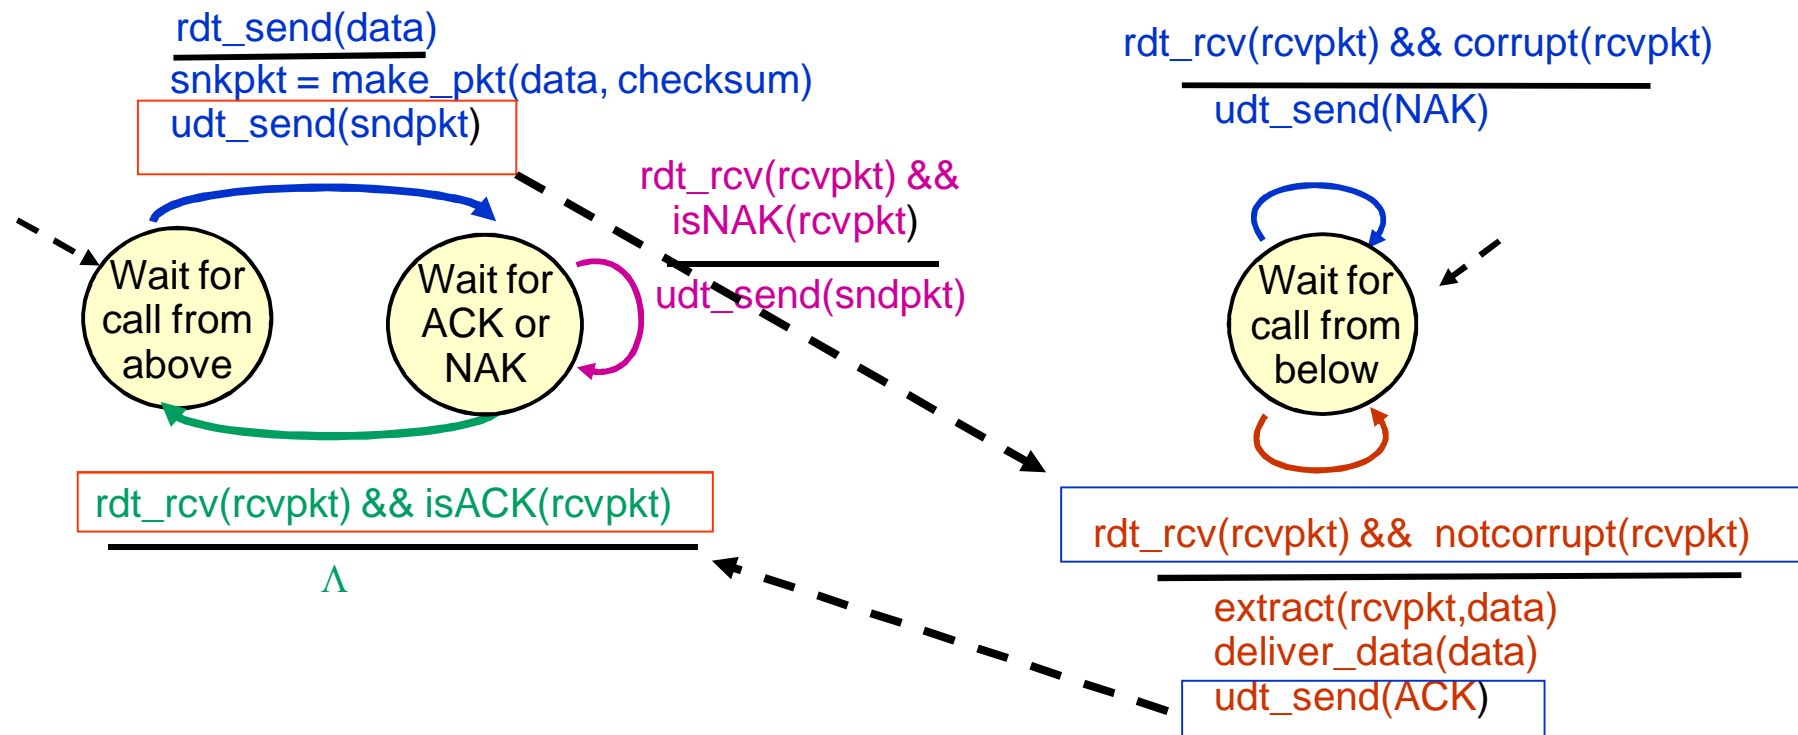 rdt_send(data)
snkpkt = make_pkt(data, checksum)
udt_send(sndpkt)
rdt_rcv(rcvpkt) &&
isNAK(rcvpkt)
udt_send(sndpkt)
Wait for
call from
above
Wait for
ACK or
NAK
rdt_rcv(rcvpkt) && isACK(rcvpkt)
Λ
rdt_rcv(rcvpkt) && corrupt(rcvpkt)
udt_send(NAK)
Wait for
call from
below
rdt_rcv(rcvpkt) && notcorrupt(rcvpkt)
extract(rcvpkt,data)
deliver_data(data)
udt_send(ACK)